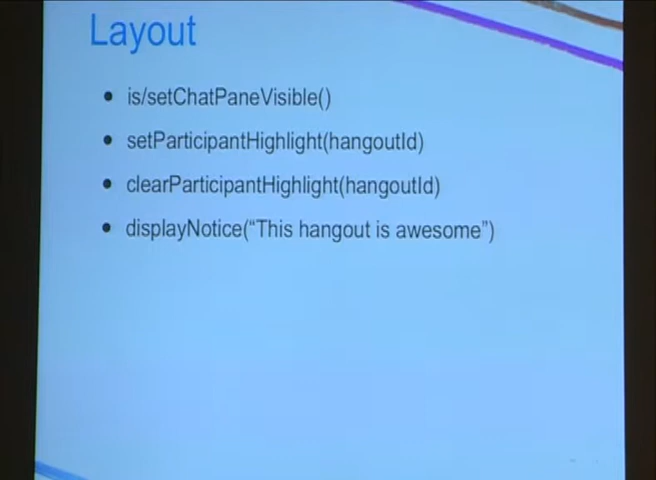 Layout
• is/setChatPaneVisible()
• setParticipantHighlight(hangoutId)
• clearParticipantHighlight(hangoutId)
• displayNotice(“This hangout is awesome”)